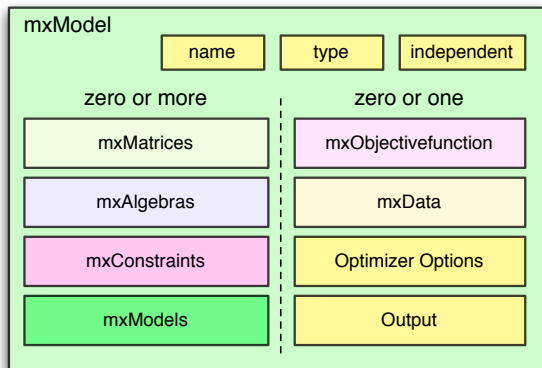 mxModel
name type independent
zero or more
mxMatrices
mxAlgebras
mxConstraints
mxModels
zero or one
mxObjectivefunction
mxData
Optimizer Options
Output